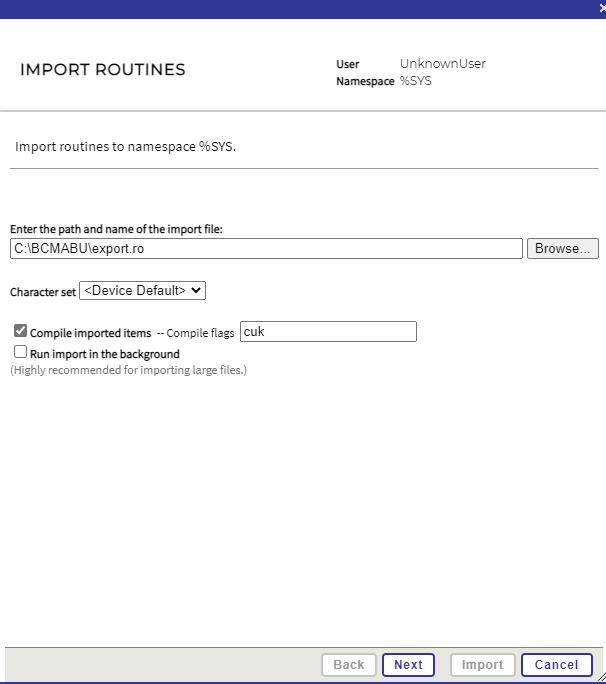 IMPORT ROUTINES
User UnknownUser
Namespace %SYS
Import routines to namespace %SYS.
Enter the path and name of the import file:
C:\BCMABU\export.ro Browse...
Character set <Device Default>
Compile imported items -- Compile flags cuk
Run import in the background
(Highly recommended for importing large files.)
Back Next Import Cancel